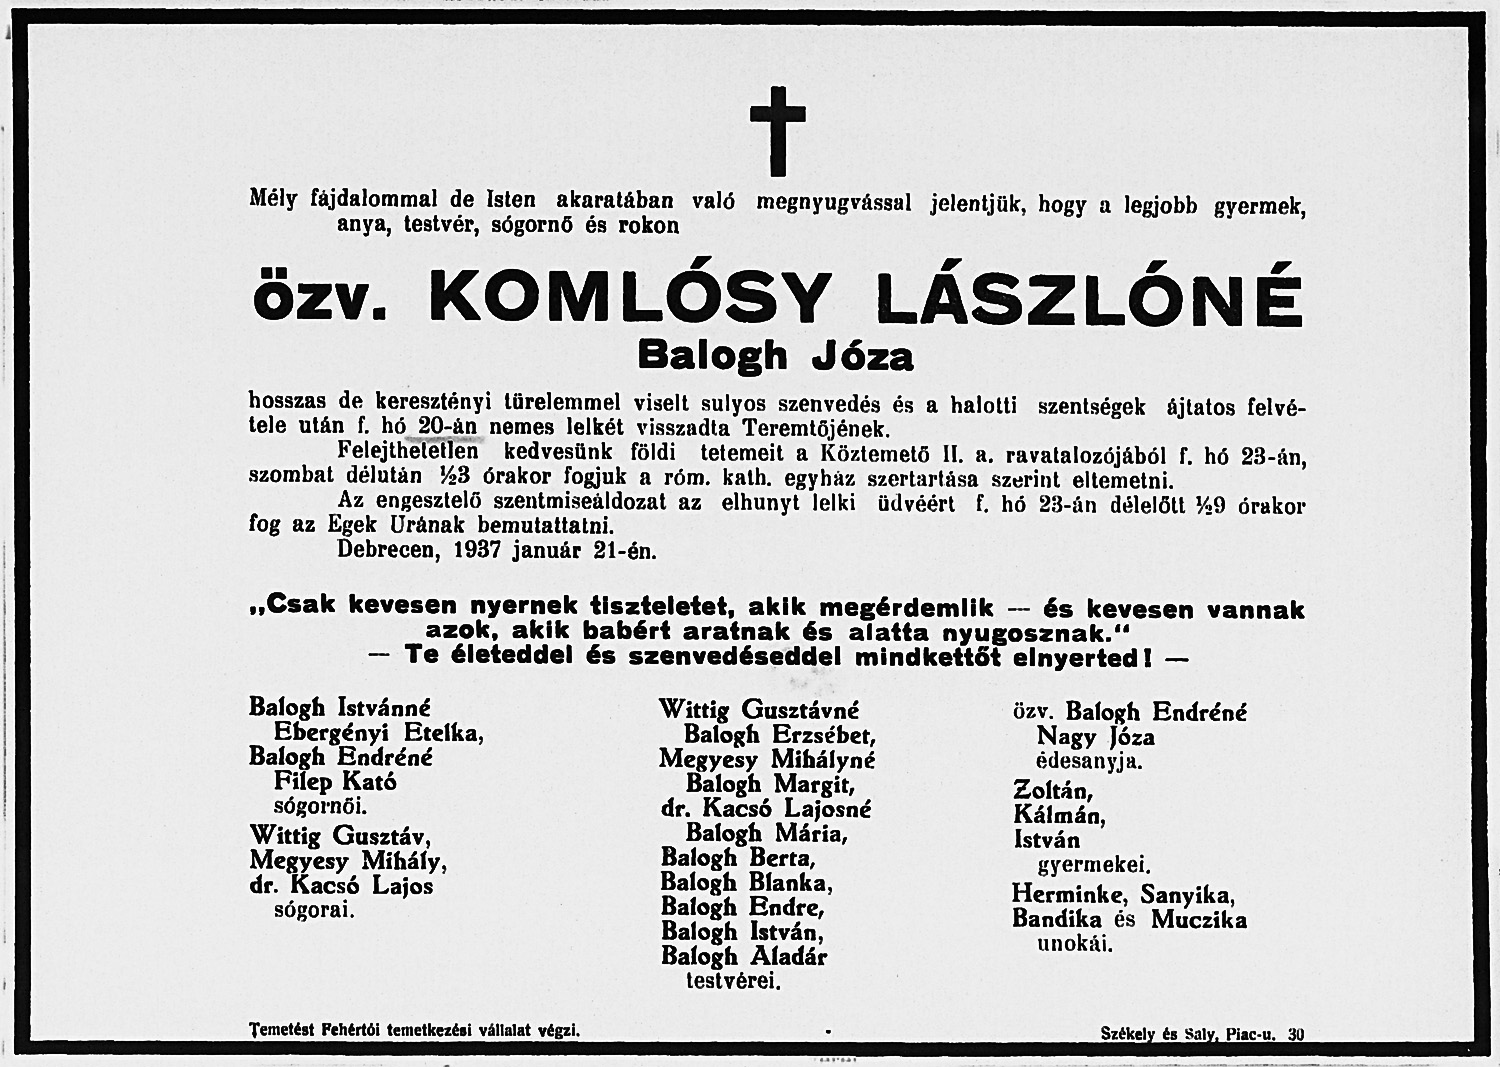 Mély fájdalommal de Isten akaratában való megnyugvással jelentjük, hogy a legjobb gyermek,
anya, testvér, sógornő és rokon
özv. KOMLÓSY LÁSZLÓNÉ
Balogh Józa
hosszas de keresztényi türelemmel viselt sulyos szenvedés és a halotti szentségek ájtatos felvé-
tele után f. hó 20-án nemes lelkét visszadta Teremtőjének.
Felejthetetlen kedvesünk földi tetemeit a Köztemető II. a. ravatalozójából f. hó 23-án,
szombat délután ½3 órakor fogjuk a róm. kath. egyház szertartása szerint eltemetni.
Az engesztelő szentmiseáldozat az elhunyt lelki üdvéért f. hó 23-án délelőtt ½9 órakor
fog az Egek Urának bemutattatni.
Debrecen, 1937 január 21-én.
„Csak kevesen nyernek tiszteletet, akik megérdemlik — és kevesen vannak
azok, akik babért aratnak és alatta nyugosznak.“
— Te életeddel és szenvedéseddel mindkettőt elnyerted! —
Balogh Istvánné
Ebergényi Etelka,
Balogh Endréné
Filep Kató
sógornői.
Wittig Gusztáv,
Megyesy Mihály,
dr. Kacsó Lajos
sógorai.
Wittig Gusztávné
Balogh Erzsébet,
Megyesy Mihályné
Balogh Margit,
dr. Kacsó Lajosné
Balogh Mária,
Balogh Berta,
Balogh Blanka,
Balogh Endre,
Balogh István,
Balogh Aladár
testvérei.
özv. Balogh Endréné
Nagy Józa
édesanyja.
Zoltán,
Kálmán,
István
gyermekei.
Herminke, Sanyika,
Bandika és Muczika
unokái.
Temetést Fehértói temetkezési vállalat végzi.
Székely és Saly, Piac-u. 30